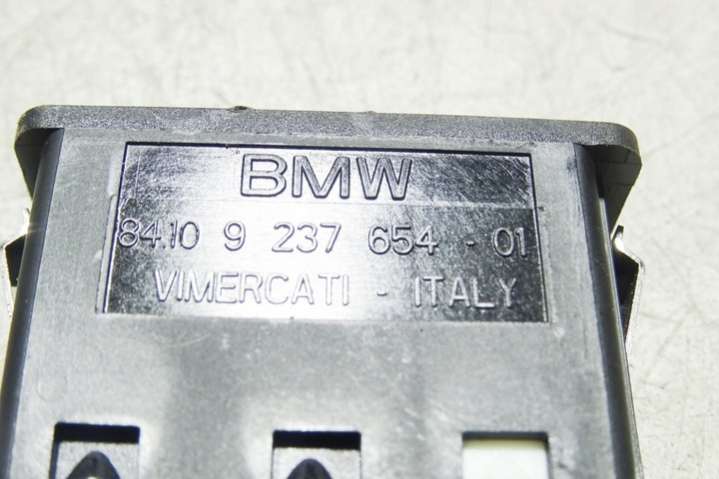 BMW
84.10 9 237 654 - 01
VIMERCATI - ITALY